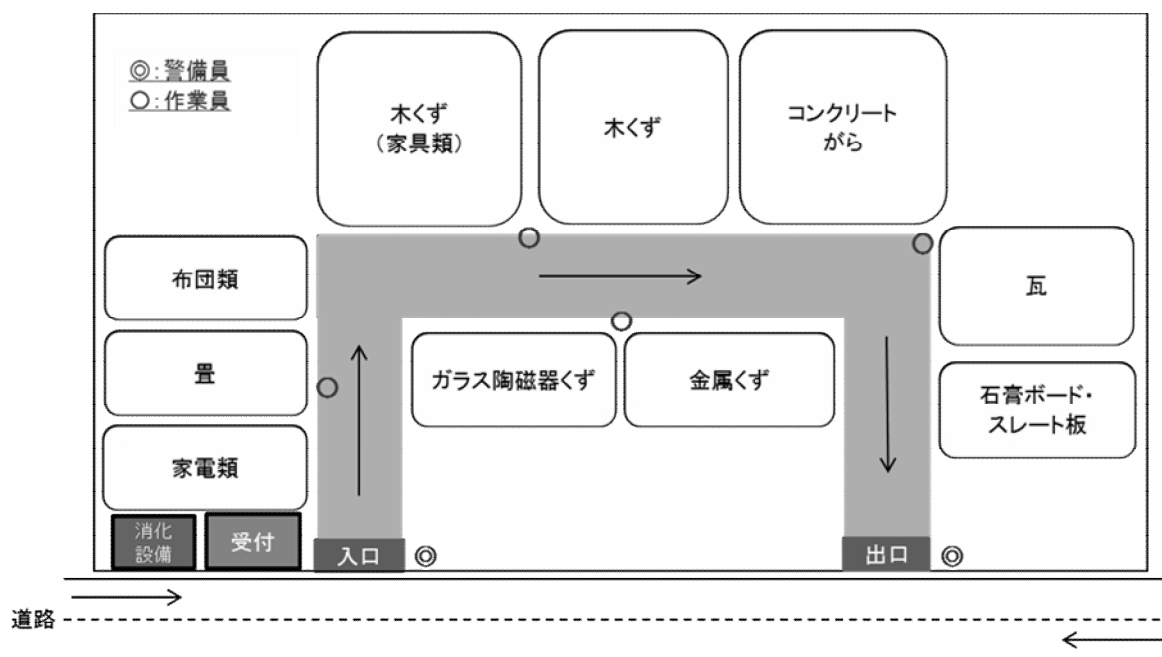 ◎:警備員
○:作業員
木くず
（家具類）
木くず
コンクリート
がら
布団類
瓦
畳
ガラス陶磁器くず
金属くず
石膏ボード・
スレート板
家電類
消化
設備
受付
入口
出口
道路